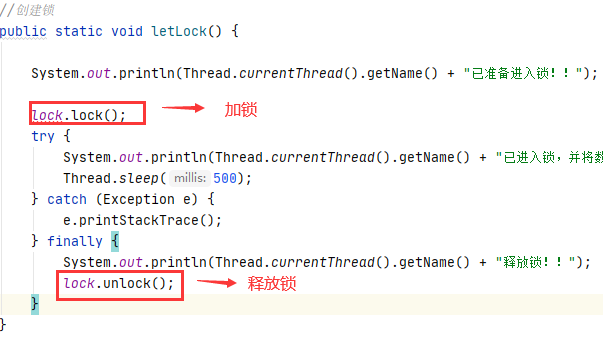 //创建锁
public static void letLock() {
System.out.println(Thread.currentThread().getName() + "已准备进入锁!!");
lock.lock(); 加锁
try {
System.out.println(Thread.currentThread().getName() + "已进入锁,并将数
Thread.sleep( millis: 500);
} catch (Exception e) {
e.printStackTrace();
} finally {
System.out.println(Thread.currentThread().getName() + "释放锁!!");
lock.unlock(); 释放锁
}
}